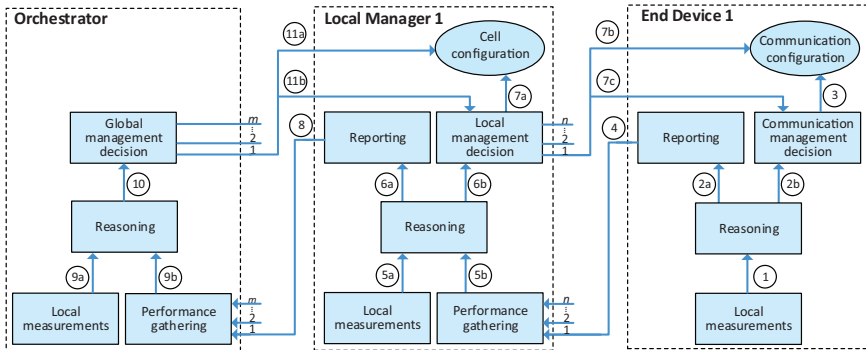 Orchestrator
Global
management
decision
m
2
1
10
Reasoning
9a
9b
Local
measurements
Performance
gathering
m
2
1
11a
11b
8
Local Manager 1
Cell
configuration
7a
Reporting
Local
management
decision
n
2
1
6a
6b
Reasoning
5a
5b
Local
measurements
Performance
gathering
n
2
1
7b
7c
4
End Device 1
Communication
configuration
3
Reporting
Communication
management
decision
2a
2b
Reasoning
1
Local
measurements